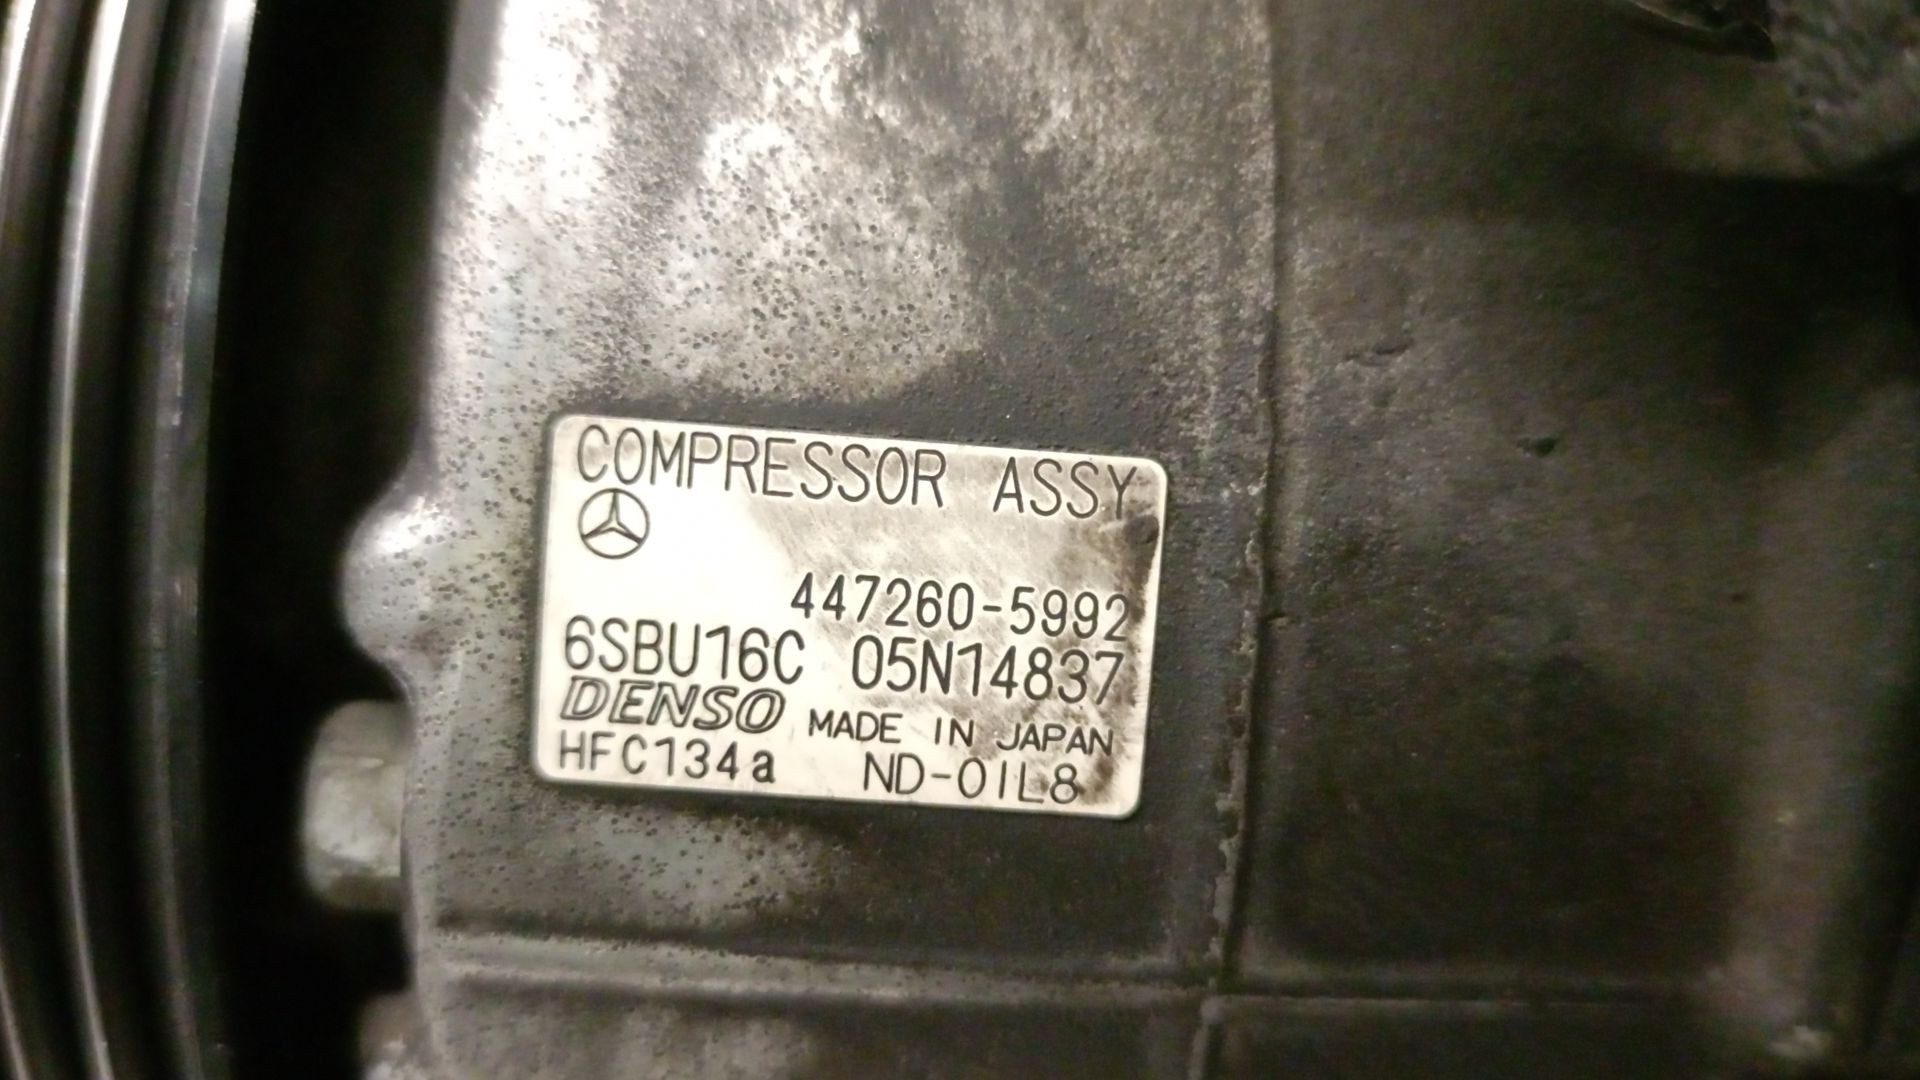 COMPRESSOR ASSY
447260-5992
6SBU16C 05N14837
DENSO MADE IN JAPAN
HFC134a ND-OIL8